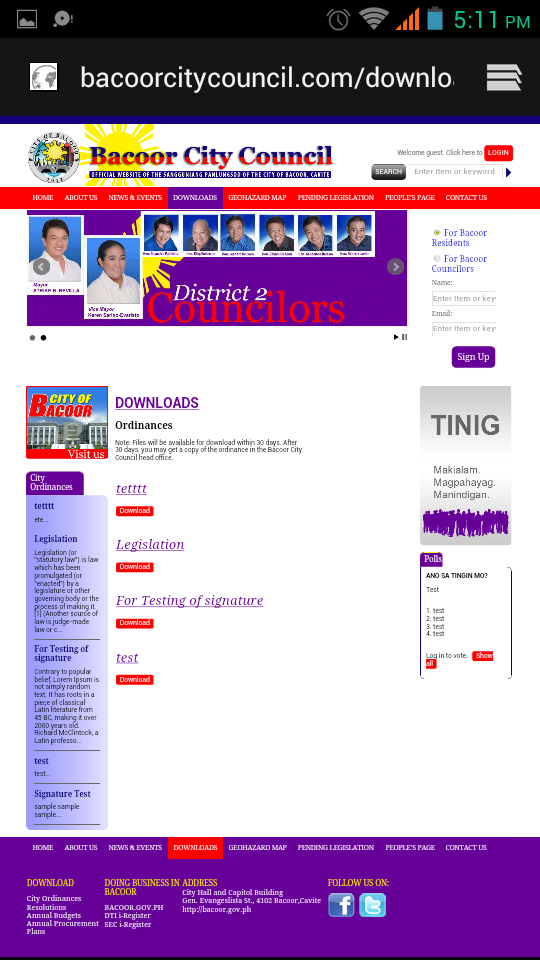 5:11 PM
bacoorcitycouncil.com/downlo
Bacoor City Council
OFFICIAL WEBSITE OF THE SANGGUNIANG PANLUNGSOD OF THE BACOOR, CAVITE
Welcome guest. Click here to LOGIN
SEARCH Enter Item or keyword
HOME ABOUT US NEWS & EVENTS DOWNLOADS GEOHAZARD MAP PENDING LEGISLATION PEOPLE'S PAGE CONTACT US
Mayor
STRIKE B. REVILLA
Vice Mayor
Karen Sarino-Evaristo
District 2
Councilors
For Bacoor
Residents
For Bacoor
Councilors
Name:
Enter Item or key
Email:
Enter Item or key
Sign Up
CITY OF
BACOOR
Visit us
DOWNLOADS
Ordinances
Note: Files will be available for download within 30 days. After
30 days, you may get a copy of the ordinance in the Bacoor City
Council head office.
tetttt
Download
Legislation
Download
For Testing of signature
Download
test
Download
City
Ordinances
tetttt
ete...
Legislation
Legislation (or
"statutory law") is law
which has been
promulgated (or
"enacted") by a
legislature or other
governing body or the
process of making it.
[1] (Another source of
law is judge-made
law or c...
For Testing of
signature
Contrary to popular
belief, Lorem Ipsum is
not simply random
text. It has roots in a
piece of classical
Latin literature from
45 BC, making it over
2000 years old.
Richard McClintock, a
Latin professo...
test
test...
Signature Test
sample sample
sample...
TINIG
Makialam.
Magpahayag.
Manindigan.
Polls
ANO SA TINGIN MO?
Test
1. test
2. test
3. test
4. test
Log in to vote. Show
all
HOME ABOUT US NEWS & EVENTS DOWNLOADS GEOHAZARD MAP PENDING LEGISLATION PEOPLE'S PAGE CONTACT US
DOWNLOAD
City Ordinances
Resolutions
Annual Budgets
Annual Procurement
Plans
DOING BUSINESS IN
BACOOR
BACOOR.GOV.PH
DTI i-Register
SEC i-Register
ADDRESS
City Hall and Capitol Building
Gen. Evangeslista St., 4102 Bacoor,Cavite
http://bacoor.gov.ph
FOLLOW US ON: